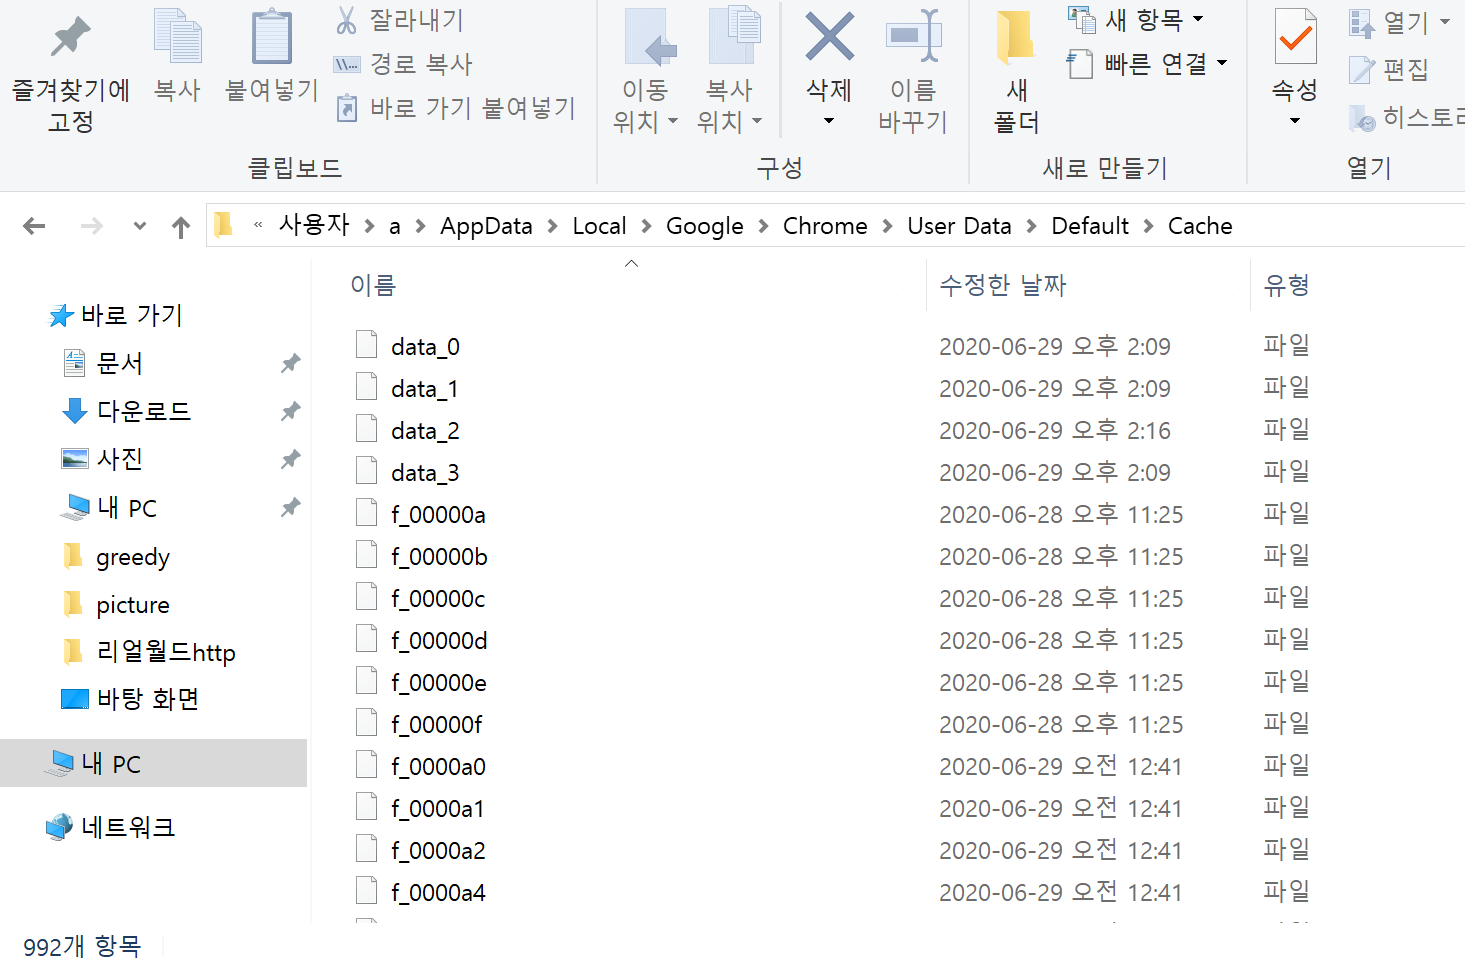 즐겨찾기에
고정
복사
붙여넣기
잘라내기
경로 복사
바로 가기 붙여넣기
클립보드
이동
위치
복사
위치
삭제
이름
바꾸기
구성
새
폴더
새 항목
빠른 연결
새로 만들기
속성
열기
편집
히스토리
열기
« 사용자 > a > AppData > Local > Google > Chrome > User Data > Default > Cache
이름 수정한 날짜 유형
바로 가기
문서
다운로드
사진
내 PC
greedy
picture
리얼월드http
바탕 화면
내 PC
네트워크
data_0 2020-06-29 오후 2:09 파일
data_1 2020-06-29 오후 2:09 파일
data_2 2020-06-29 오후 2:16 파일
data_3 2020-06-29 오후 2:09 파일
f_00000a 2020-06-28 오후 11:25 파일
f_00000b 2020-06-28 오후 11:25 파일
f_00000c 2020-06-28 오후 11:25 파일
f_00000d 2020-06-28 오후 11:25 파일
f_00000e 2020-06-28 오후 11:25 파일
f_00000f 2020-06-28 오후 11:25 파일
f_0000a0 2020-06-29 오전 12:41 파일
f_0000a1 2020-06-29 오전 12:41 파일
f_0000a2 2020-06-29 오전 12:41 파일
f_0000a4 2020-06-29 오전 12:41 파일
992개 항목